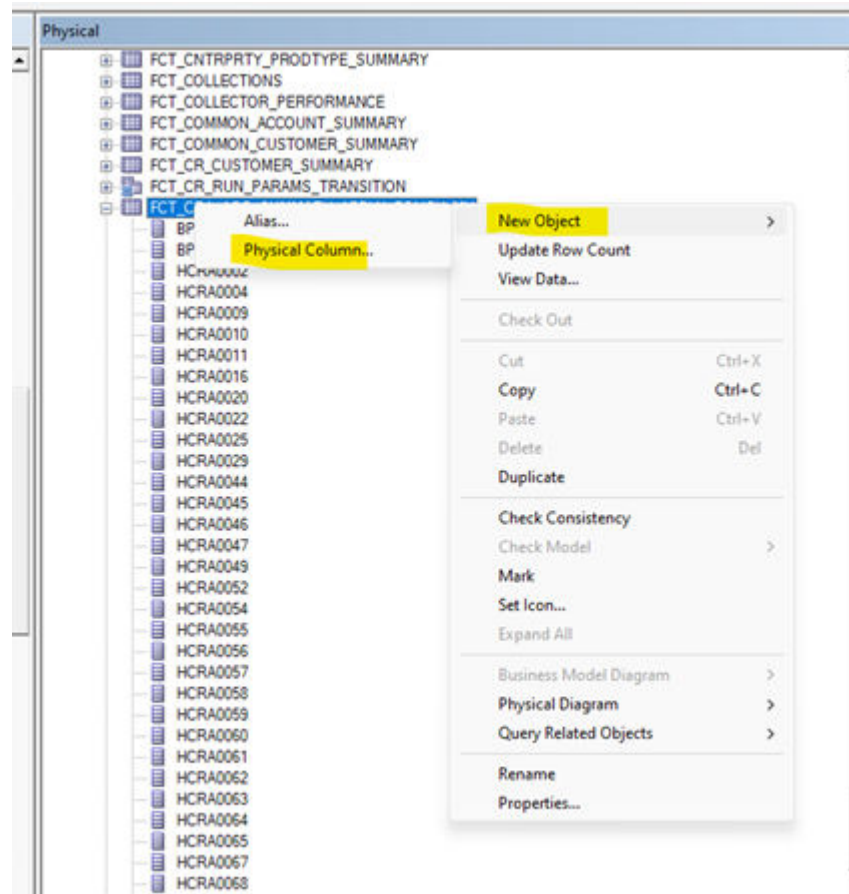 Physical
FCT_CNTRPRTY_PRODTYPE_SUMMARY
FCT_COLLECTIONS
FCT_COLLECTOR_PERFORMANCE
FCT_COMMON_ACCOUNT_SUMMARY
FCT_COMMON_CUSTOMER_SUMMARY
FCT_CR_CUSTOMER_SUMMARY
FCT_CR_RUN_PARAMS_TRANSITION
FCT_C
BP
BP
HCRA0002
HCRA0004
HCRA0009
HCRA0010
HCRA0011
HCRA0016
HCRA0020
HCRA0022
HCRA0025
HCRA0029
HCRA0044
HCRA0045
HCRA0046
HCRA0047
HCRA0049
HCRA0052
HCRA0054
HCRA0055
HCRA0056
HCRA0057
HCRA0058
HCRA0059
HCRA0060
HCRA0061
HCRA0062
HCRA0063
HCRA0064
HCRA0065
HCRA0067
HCRA0068
Alias...
Physical Column...
New Object >
Update Row Count
View Data...
Check Out
Cut Ctrl+X
Copy Ctrl+C
Paste Ctrl+V
Delete Del
Duplicate
Check Consistency
Check Model >
Mark
Set Icon...
Expand All
Business Model Diagram >
Physical Diagram >
Query Related Objects >
Rename
Properties...